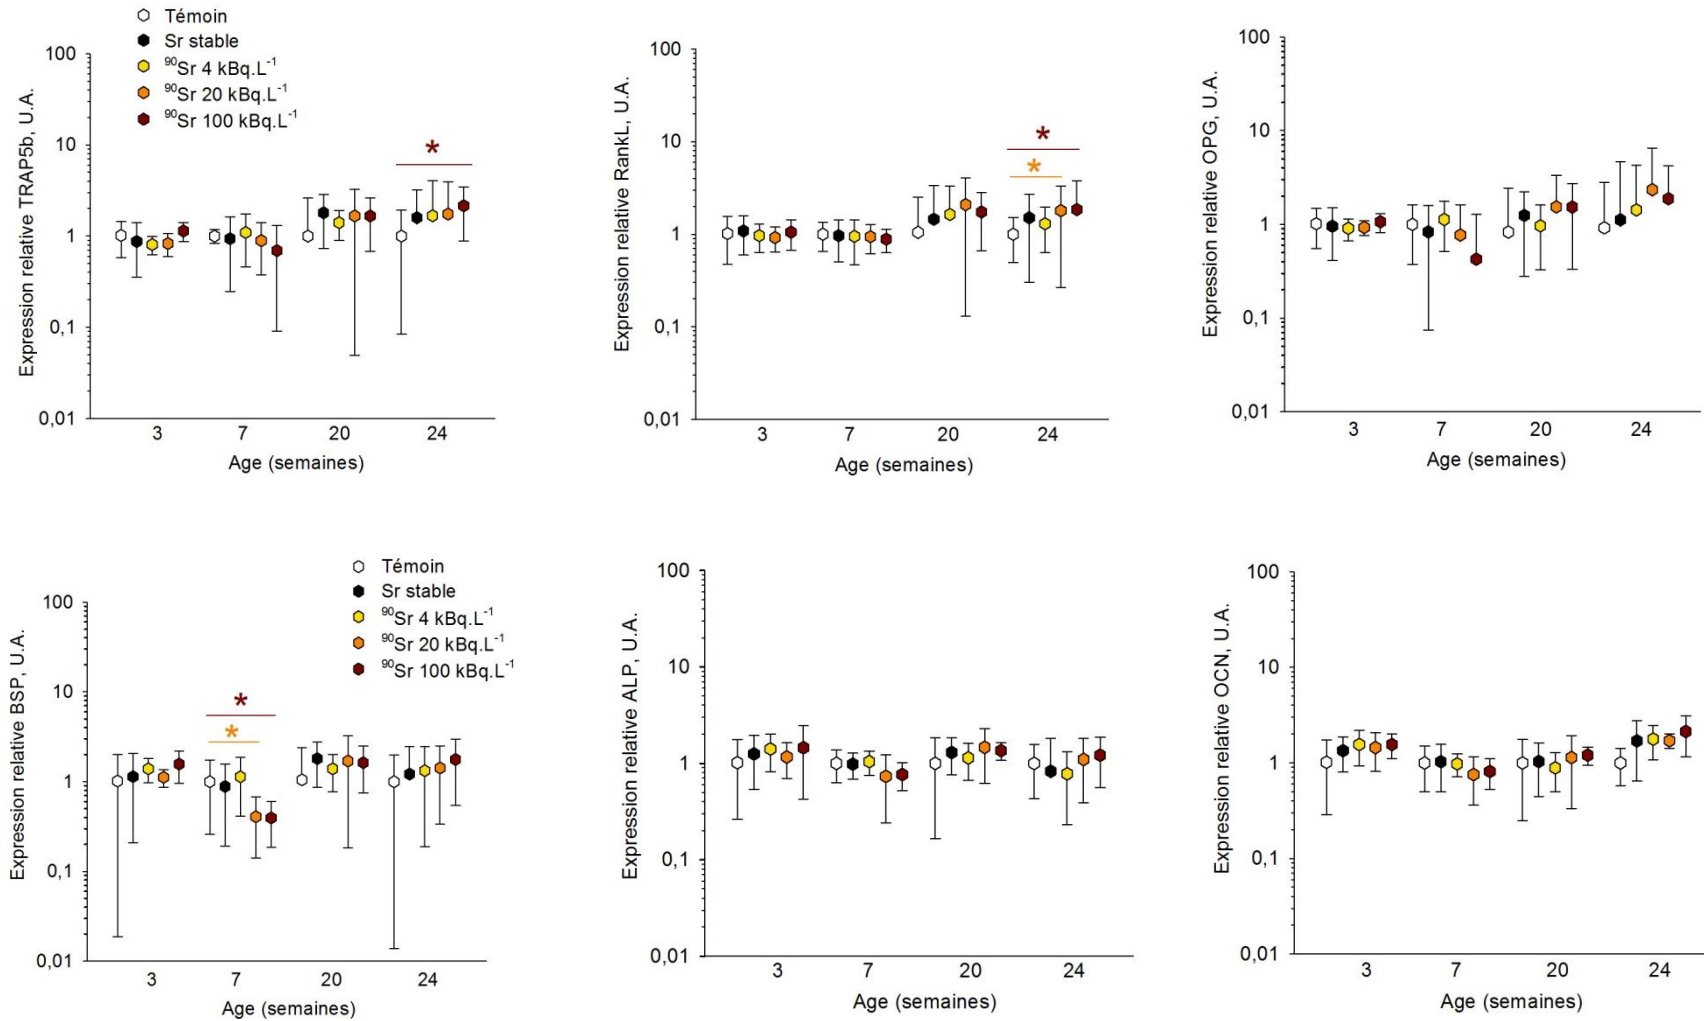 Témoin
Sr stable
⁹⁰Sr 4 kBq.L⁻¹
⁹⁰Sr 20 kBq.L⁻¹
⁹⁰Sr 100 kBq.L⁻¹
Expression relative TRAP5b, U.A.
100
10
1
0,1
0,01
*
3 7 20 24
Age (semaines)
Expression relative RankL, U.A.
100
10
1
0,1
0,01
*
*
3 7 20 24
Age (semaines)
Expression relative OPG, U.A.
100
10
1
0,1
0,01
3 7 20 24
Age (semaines)
Témoin
Sr stable
⁹⁰Sr 4 kBq.L⁻¹
⁹⁰Sr 20 kBq.L⁻¹
⁹⁰Sr 100 kBq.L⁻¹
Expression relative BSP, U.A.
100
10
1
0,1
0,01
*
*
3 7 20 24
Age (semaines)
Expression relative ALP, U.A.
100
10
1
0,1
0,01
3 7 20 24
Age (semaines)
Expression relative OCN, U.A.
100
10
1
0,1
0,01
3 7 20 24
Age (semaines)